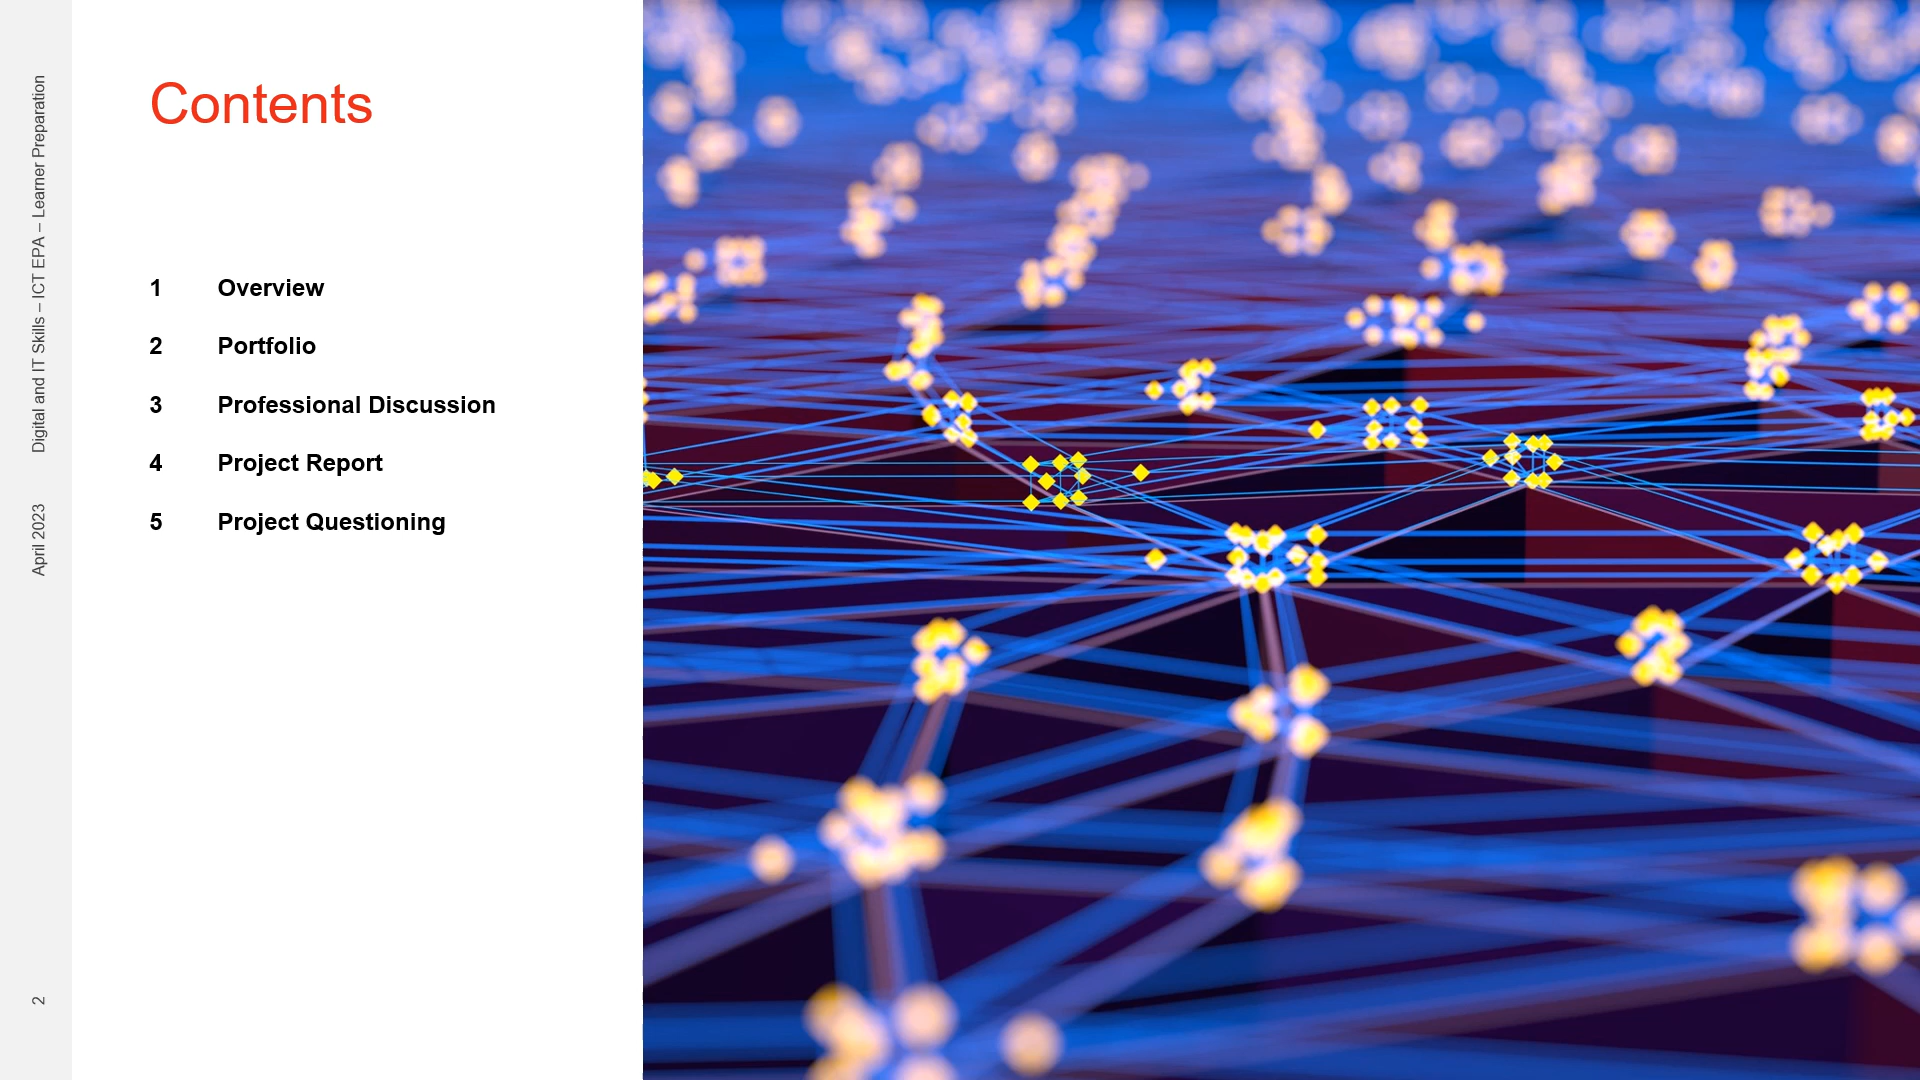 Contents
1 Overview
2 Portfolio
3 Professional Discussion
4 Project Report
5 Project Questioning
Digital and IT Skills – ICT EPA – Learner Preparation
April 2023
2